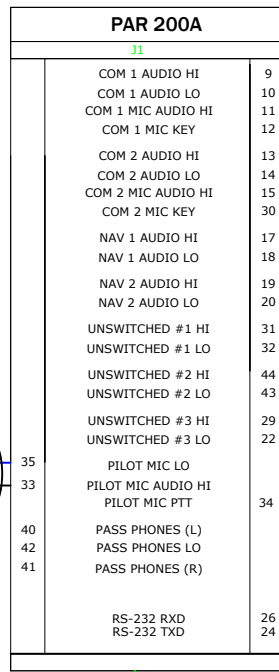 PAR 200A
J1
COM 1 AUDIO HI 9
COM 1 AUDIO LO 10
COM 1 MIC AUDIO HI 11
COM 1 MIC KEY 12
COM 2 AUDIO HI 13
COM 2 AUDIO LO 14
COM 2 MIC AUDIO HI 15
COM 2 MIC KEY 30
NAV 1 AUDIO HI 17
NAV 1 AUDIO LO 18
NAV 2 AUDIO HI 19
NAV 2 AUDIO LO 20
UNSWITCHED #1 HI 31
UNSWITCHED #1 LO 32
UNSWITCHED #2 HI 44
UNSWITCHED #2 LO 43
UNSWITCHED #3 HI 29
UNSWITCHED #3 LO 22
35 PILOT MIC LO
33 PILOT MIC AUDIO HI
PILOT MIC PTT 34
40 PASS PHONES (L)
42 PASS PHONES LO
41 PASS PHONES (R)
RS-232 RXD 26
RS-232 TXD 24